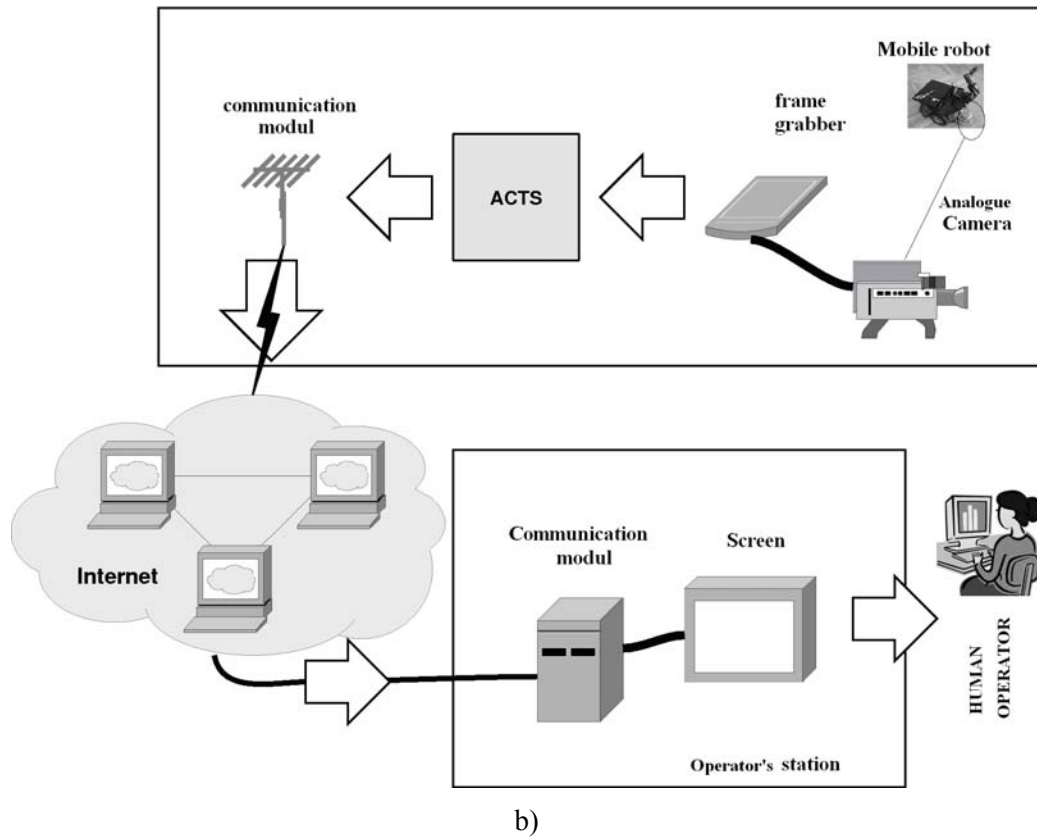 Mobile robot
communication
modul
frame
grabber
ACTS
Analogue
Camera
Internet
Communication
modul
Screen
HUMAN
OPERATOR
Operator's station
b)